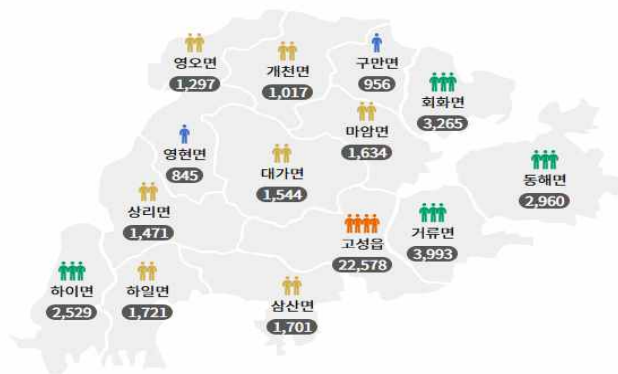 영오면
1,297
개천면
1,017
구만면
956
회화면
3,265
마암면
1,634
영현면
845
대가면
1,544
동해면
2,960
상리면
1,471
고성읍
22,578
거류면
3,993
하이면
2,529
하일면
1,721
삼산면
1,701